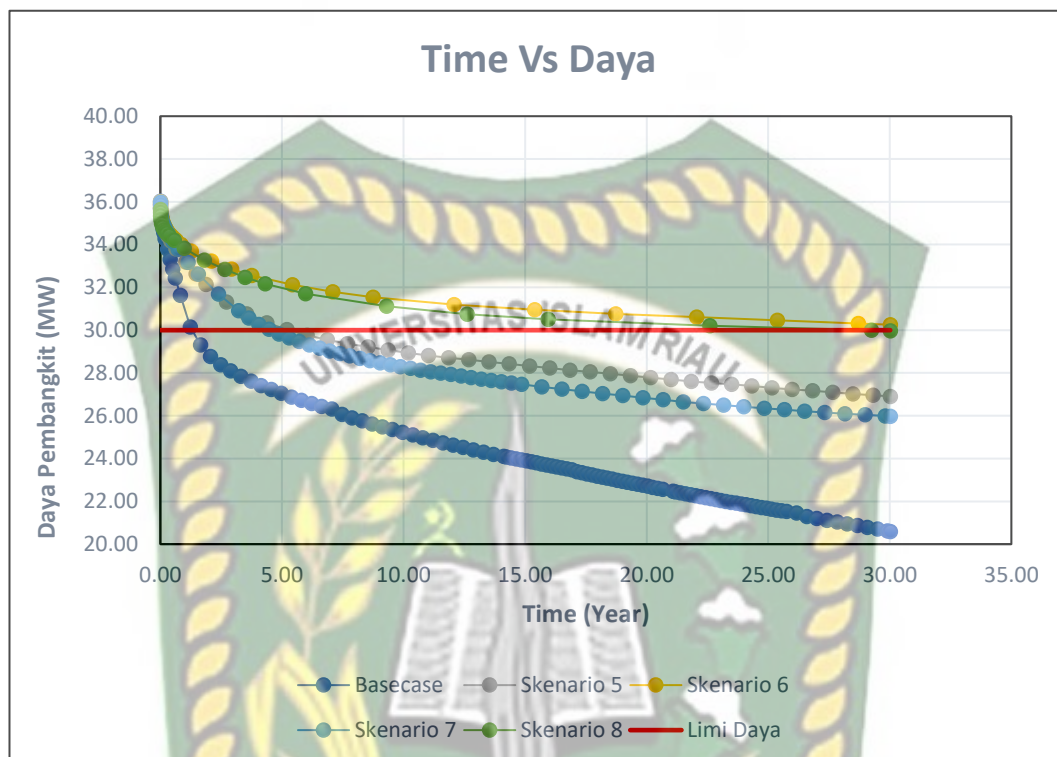 Time Vs Daya
Daya Pembangkit (MW)
40.00
38.00
36.00
34.00
32.00
30.00
28.00
26.00
24.00
22.00
20.00
UNIVERSITAS ISLAM RIAU
0.00 5.00 10.00 15.00 20.00 25.00 30.00 35.00
Time (Year)
Basecase Skenario 5 Skenario 6
Skenario 7 Skenario 8 Limi Daya